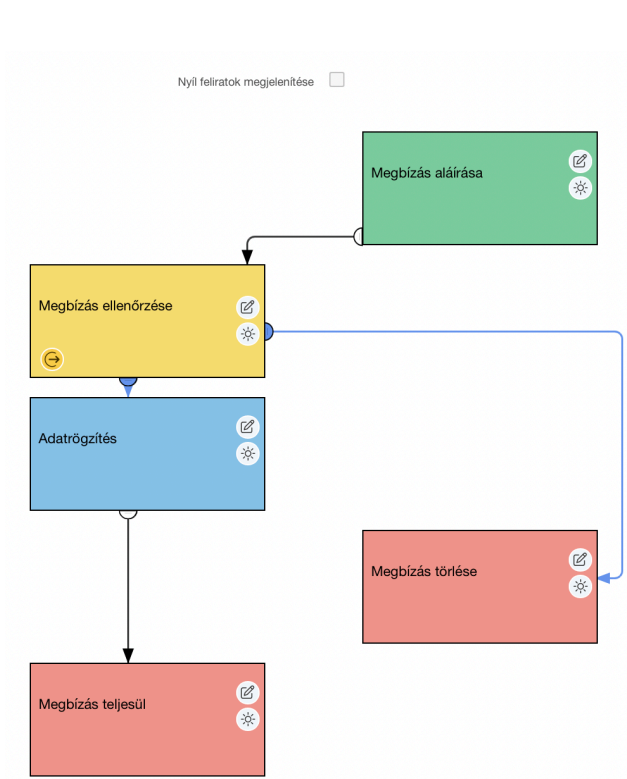 Nyíl feliratok megjelenítése
Megbízás aláírása
Megbízás ellenőrzése
Adatrögzítés
Megbízás törlése
Megbízás teljesül